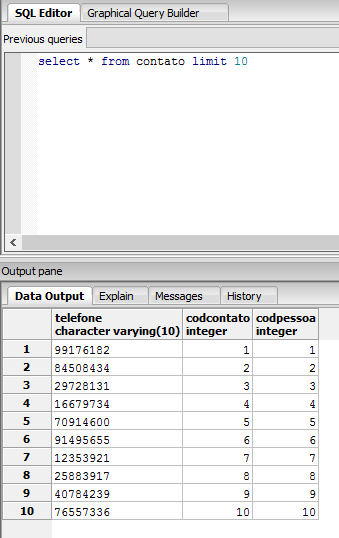 SQL Editor Graphical Query Builder
Previous queries
select * from contato limit 10
Output pane
Data Output Explain Messages History
telefone codcontato codpessoa
character varying(10) integer integer
1 99176182 1 1
2 84508434 2 2
3 29728131 3 3
4 16679734 4 4
5 70914600 5 5
6 91495655 6 6
7 12353921 7 7
8 25883917 8 8
9 40784239 9 9
10 76557336 10 10